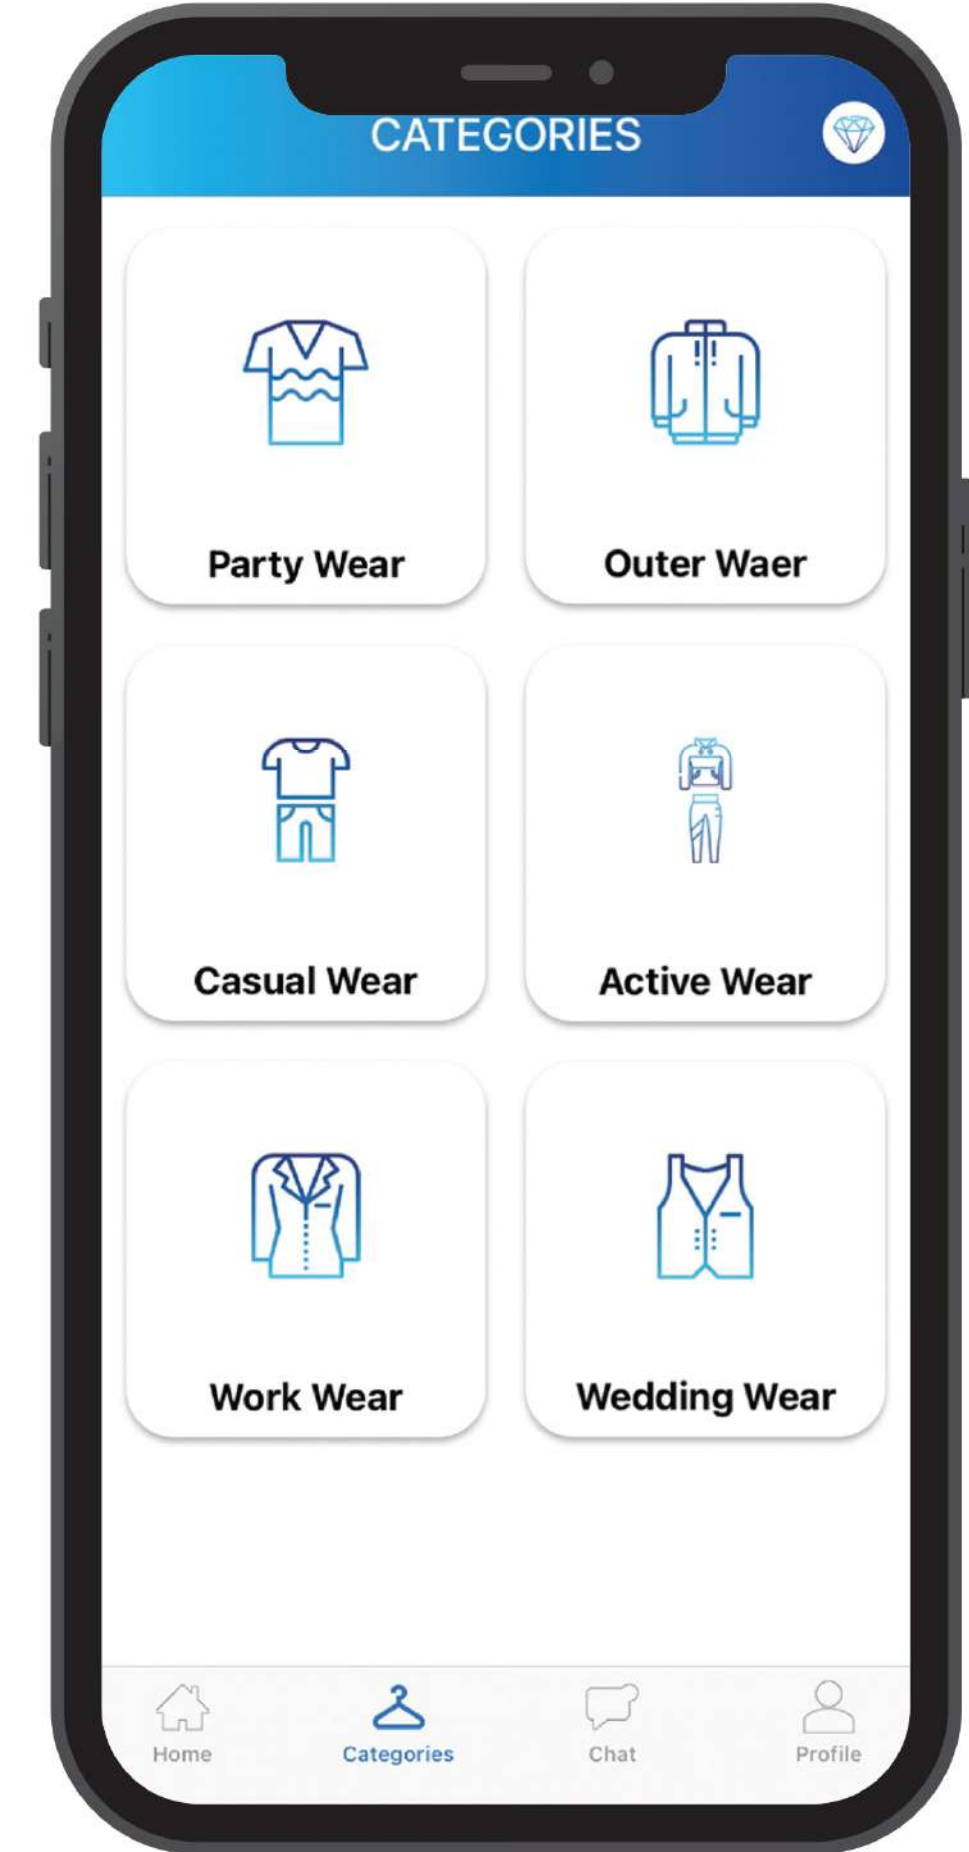 CATEGORIES
Party Wear
Outer Waer
Casual Wear
Active Wear
Work Wear
Wedding Wear
Home
Categories
Chat
Profile